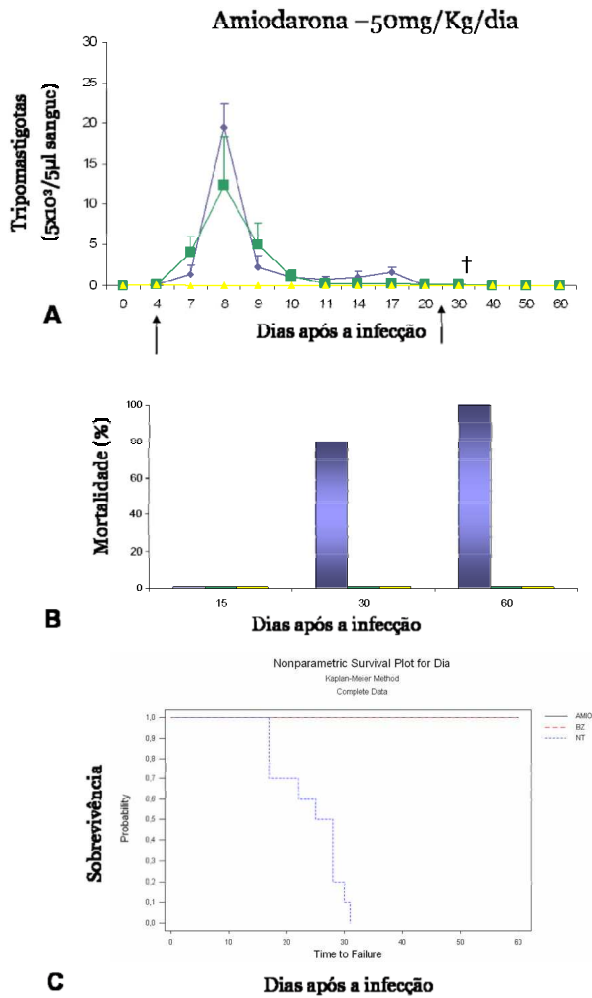 Amiodarona –50mg/Kg/dia
Tripomastigotas
(5x10³/5µl sangue)
30
25
20
15
10
5
0
†
0 4 7 8 9 10 11 14 17 20 30 40 50 60
A
Dias após a infecção
Mortalidade (%)
100
80
60
40
20
0
15 30 60
B
Dias após a infecção
Nonparametric Survival Plot for Dia
Kaplan-Meier Method
Complete Data
AMIO
BZ
NT
Sobrevivência
Probability
1,0
0,9
0,8
0,7
0,6
0,5
0,4
0,3
0,2
0,1
0,0
0 10 20 30 40 50 63
Time to Failure
C
Dias após a infecção